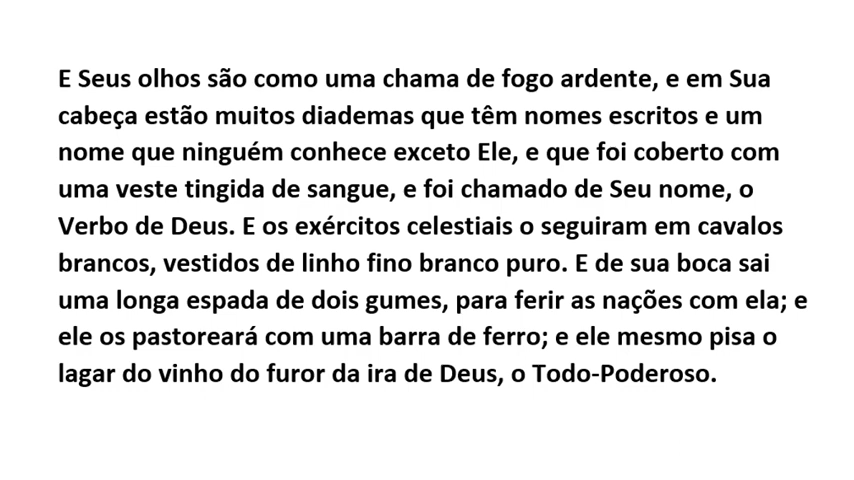 E Seus olhos são como uma chama de fogo ardente, e em Sua
cabeça estão muitos diademas que têm nomes escritos e um
nome que ninguém conhece exceto Ele, e que foi coberto com
uma veste tingida de sangue, e foi chamado de Seu nome, o
Verbo de Deus. E os exércitos celestiais o seguiram em cavalos
brancos, vestidos de linho fino branco puro. E de sua boca sai
uma longa espada de dois gumes, para ferir as nações com ela; e
ele os pastoreará com uma barra de ferro; e ele mesmo pisa o
lagar do vinho do furor da ira de Deus, o Todo-Poderoso.